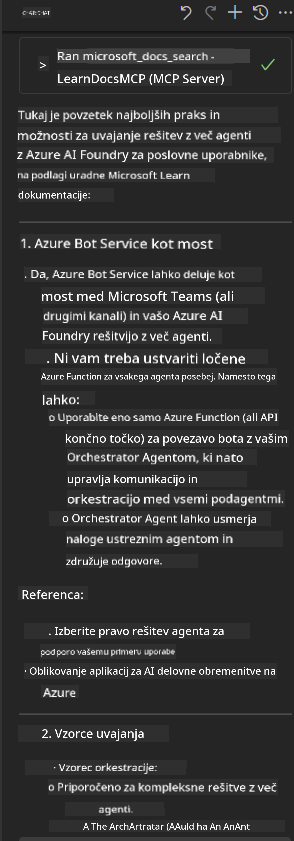 CHATCHAT
> Ran microsoft_docs_search -
LearnDocsMCP (MCP Server)
Tukaj je povzetek najboljših praks in
možnosti za uvajanje rešitev z več agenti
z Azure AI Foundry za poslovne uporabnike,
na podlagi uradne Microsoft Learn
dokumentacije:
1. Azure Bot Service kot most
. Da, Azure Bot Service lahko deluje kot
most med Microsoft Teams (ali
drugimi kanali) in vašo Azure AI
Foundry rešitvijo z več agenti.
. Ni vam treba ustvariti ločene
Azure Function za vsakega agenta posebej. Namesto tega
lahko:
o Uporabite eno samo Azure Function (ali API
končno točko) za povezavo bota z vašim
Orchestrator Agentom, ki nato
upravlja komunikacijo in
orkestracijo med vsemi podagentmi.
o Orchestrator Agent lahko usmerja
naloge ustreznim agentom in
združuje odgovore.
Referenca:
. Izberite pravo rešitev agenta za
podporo vašemu primeru uporabe
· Oblikovanje aplikacij za AI delovne obremenitve na
Azure
2. Vzorce uvajanja
· Vzorec orkestracije:
o Priporočeno za kompleksne rešitve z več
agenti.
A The ArchArtratar (AAuld ha An AnAnt